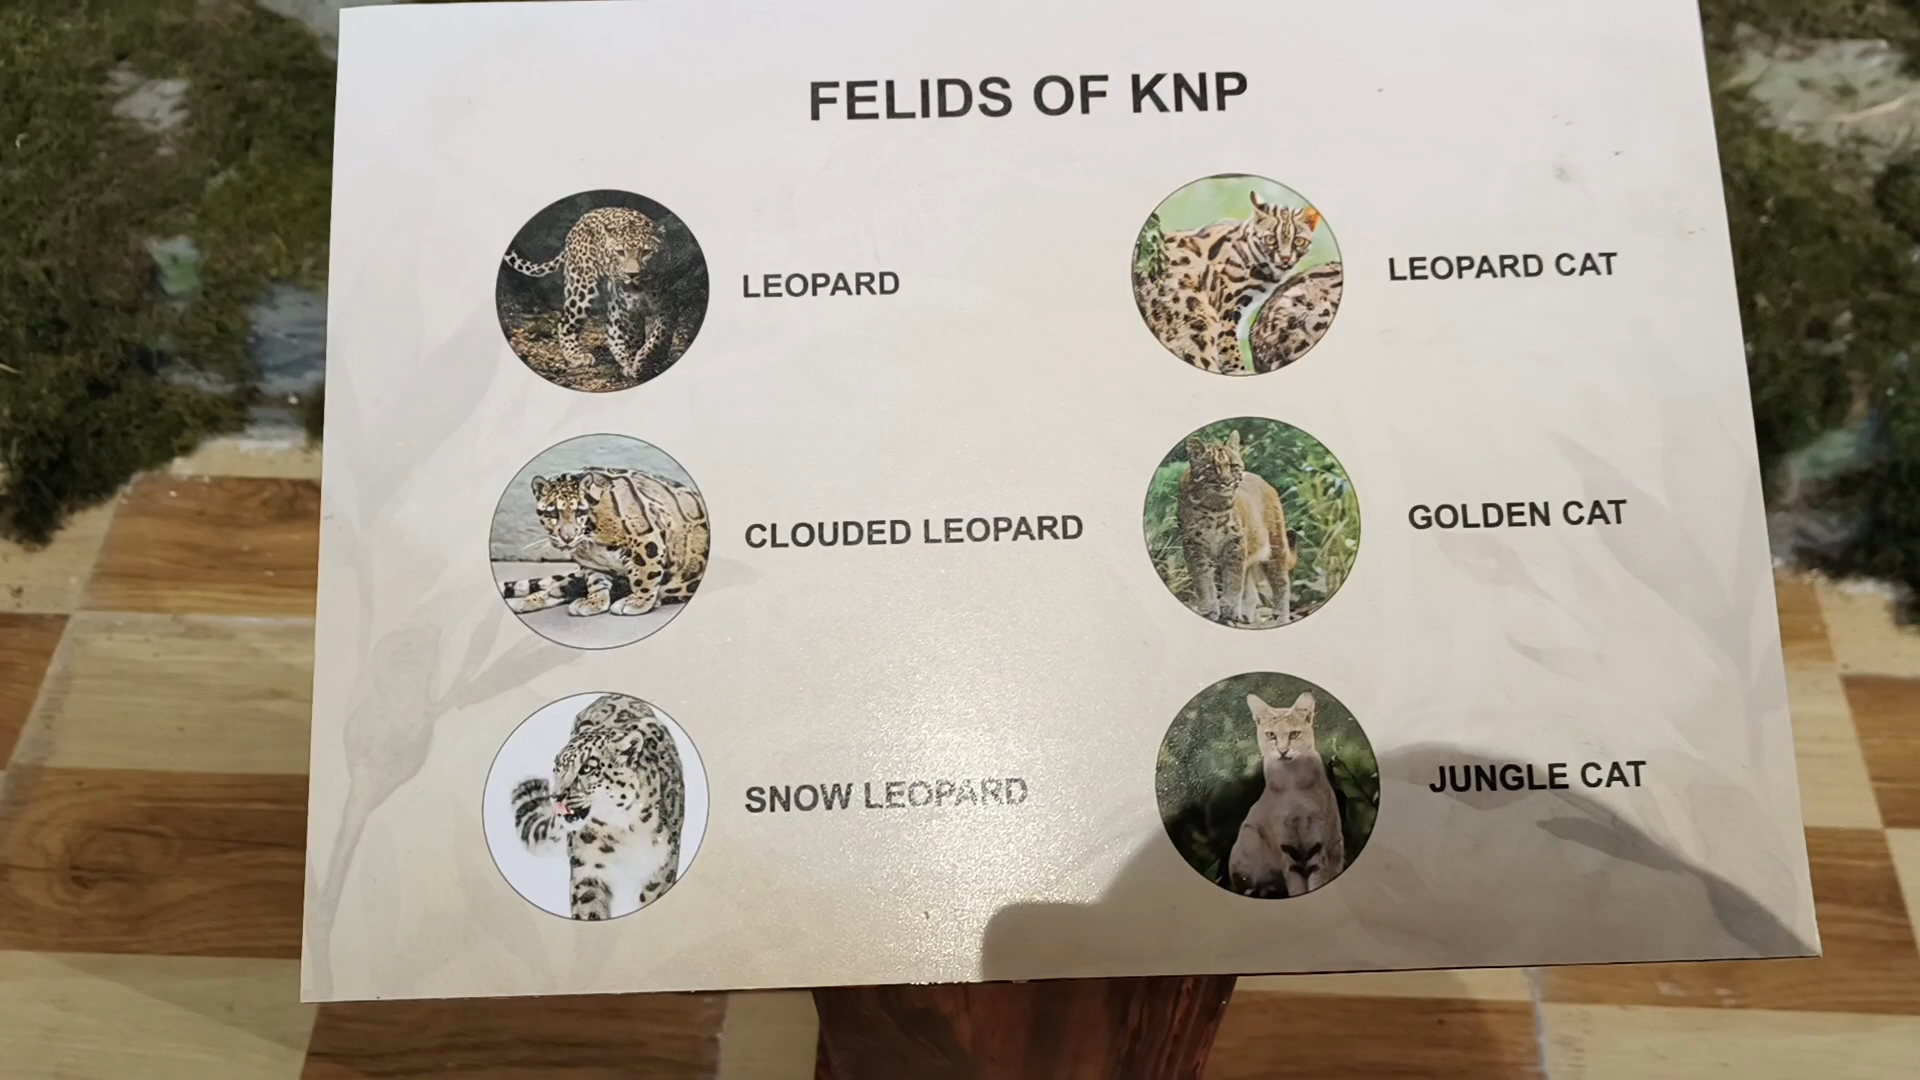 FELIDS OF KNP
LEOPARD
LEOPARD CAT
CLOUDED LEOPARD
GOLDEN CAT
SNOW LEOPARD
JUNGLE CAT